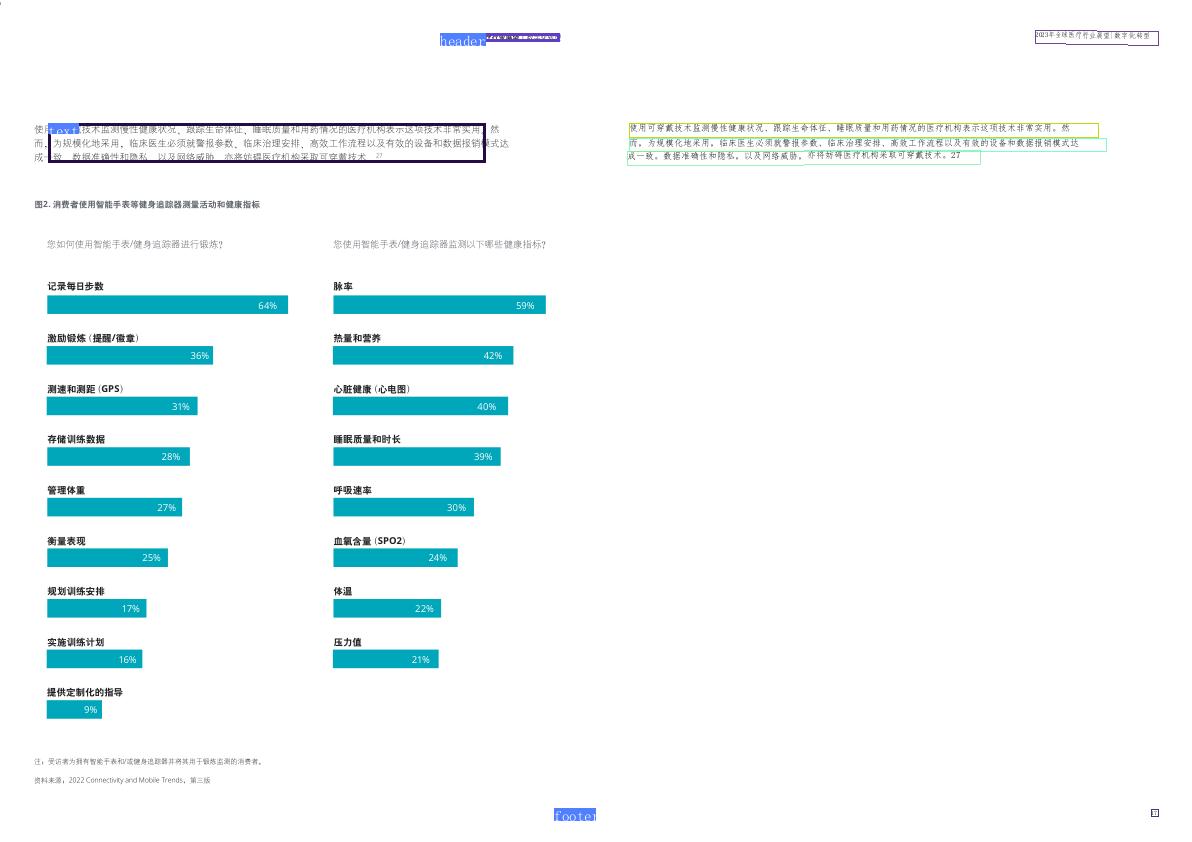 header
2023年全球医疗行业展望|数字化转型
text
使用可穿戴技术监测慢性健康状况、跟踪生命体征、睡眠质量和用药情况的医疗机构表示这项技术非常实用。然
而，为规模化地采用，临床医生必须就警报参数、临床治理安排、高效工作流程以及有效的设备和数据报销模式达
成一致。数据准确性和隐私，以及网络威胁，亦将妨碍医疗机构采取可穿戴技术。27
图2. 消费者使用智能手表等健身追踪器测量活动和健康指标
您如何使用智能手表/健身追踪器进行锻炼？
记录每日步数
64%
激励锻炼（提醒/徽章）
36%
测速和测距（GPS）
31%
存储训练数据
28%
管理体重
27%
衡量表现
25%
规划训练安排
17%
实施训练计划
16%
提供定制化的指导
9%
您使用智能手表/健身追踪器监测以下哪些健康指标？
脉率
59%
热量和营养
42%
心脏健康（心电图）
40%
睡眠质量和时长
39%
呼吸速率
30%
血氧含量（SPO2）
24%
体温
22%
压力值
21%
注：受访者为拥有智能手表和/或健身追踪器并将其用于锻炼监测的消费者。
资料来源：2022 Connectivity and Mobile Trends，第三版
footer
2023年全球医疗行业展望|数字化转型
使用可穿戴技术监测慢性健康状况、跟踪生命体征、睡眠质量和用药情况的医疗机构表示这项技术非常实用。然
而。为规模化地采用。临床医生必须就警报参数、临床治理安排、高效工作流程以及有效的设备和数据报销模式达
成一致。数据准确性和隐私。以及网络威胁。亦将妨碍医疗机构采取可穿戴技术。27